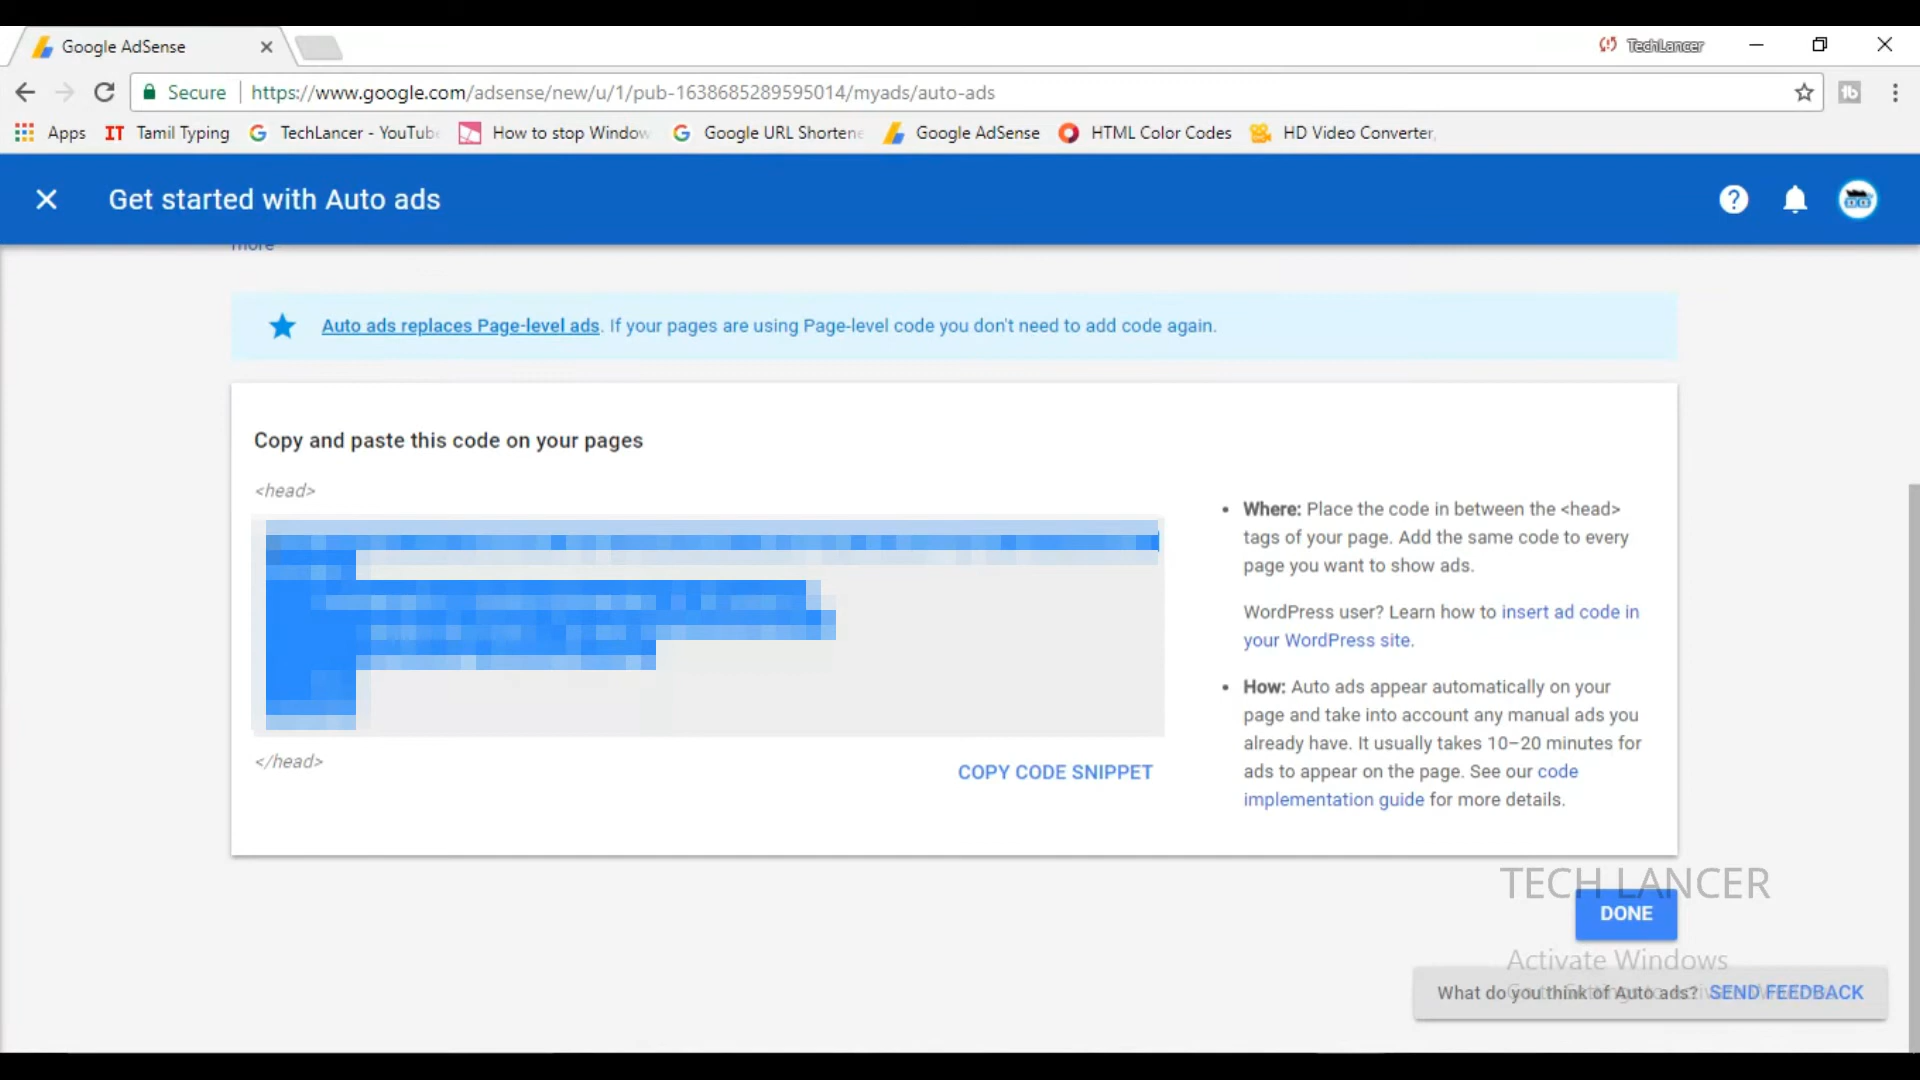 Google AdSense
TechLancer
Secure
https://www.google.com/adsense/new/u/1/pub-1638685289595014/myads/auto-ads
Apps
IT Tamil Typing
TechLancer - YouTub
How to stop Window
Google URL Shortene
Google AdSense
HTML Color Codes
HD Video Converter,
Get started with Auto ads
more
Auto ads replaces Page-level ads. If your pages are using Page-level code you don't need to add code again.
Copy and paste this code on your pages
<head>
</head>
COPY CODE SNIPPET
• Where: Place the code in between the <head>
tags of your page. Add the same code to every
page you want to show ads.
WordPress user? Learn how to insert ad code in
your WordPress site.
• How: Auto ads appear automatically on your
page and take into account any manual ads you
already have. It usually takes 10–20 minutes for
ads to appear on the page. See our code
implementation guide for more details.
TECH LANCER
DONE
Activate Windows
What do you think of Auto ads? SEND FEEDBACK